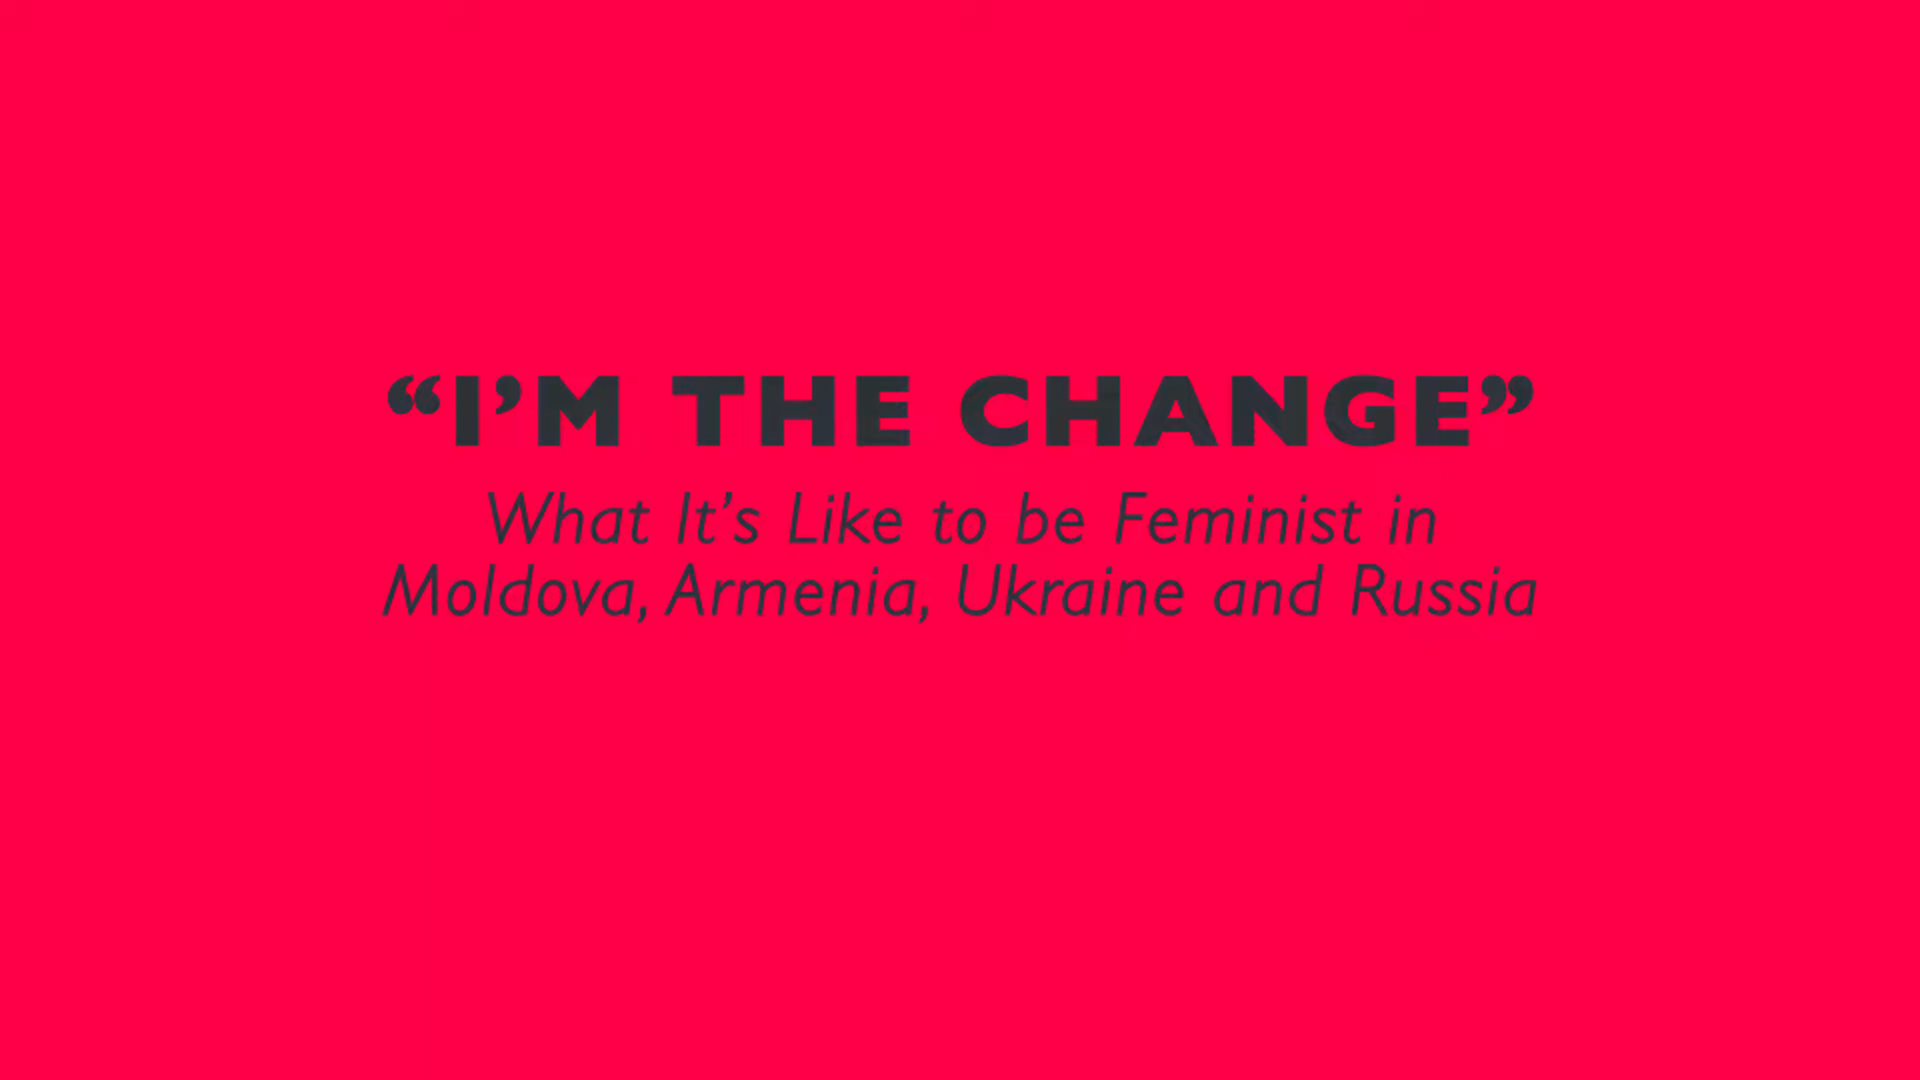 “I’M THE CHANGE”
What It’s Like to be Feminist in
Moldova, Armenia, Ukraine and Russia